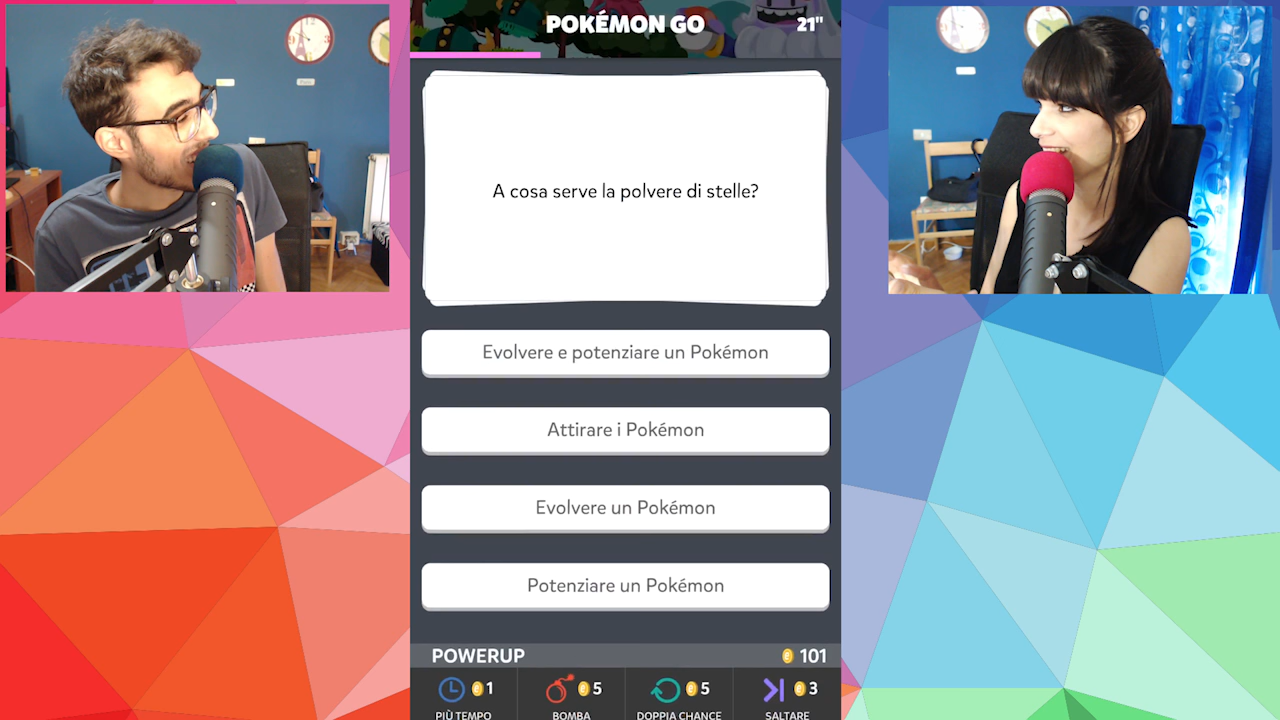 POKÉMON GO
21"
A cosa serve la polvere di stelle?
Evolvere e potenziare un Pokémon
Attirare i Pokémon
Evolvere un Pokémon
Potenziare un Pokémon
POWERUP
101
1
5
5
3
PIÙ TEMPO
BOMBA
DOPPIA CHANCE
SALTARE